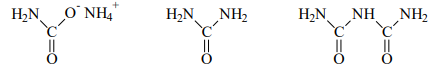 H₂N O⁻ NH₄⁺ H₂N NH₂ H₂N NH NH₂
C C C C
O O O O